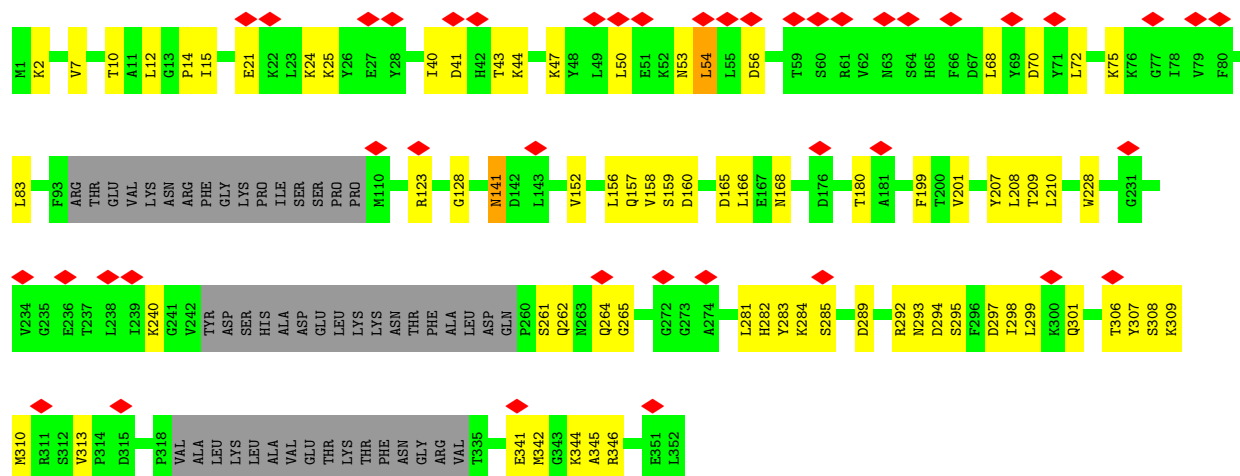 M1 K2 V7 T10 A11 L12 G13 P14 I15 E21 K22 L23 K24 K25 Y26 E27 Y28 I40 D41 H42 T43 K44 K47 Y48 L49 L50 E51 K52 N53 L54 L55 D56 T59 S60 R61 V62 N63 S64 H65 F66 D67 L68 Y69 D70 Y71 L72 K75 K76 G77 I78 V79 F80
L83 F93 ARG THR GLU VAL LYS ASN ARG PHE GLY LYS PRO ILE SER SER PRO PRO M110 R123 G128 N141 D142 L143 V152 L156 Q157 V158 S159 D160 D165 L166 E167 N168 D176 T180 A181 F199 T200 V201 Y207 L208 T209 L210 W228 G231
V234 G235 E236 T237 L238 I239 K240 G241 V242 TYR ASP SER HIS ALA ASP GLU LEU LYS LYS ASN THR PHE ALA LEU ASP GLN P260 S261 Q262 N263 Q264 G265 G272 G273 A274 L281 H282 Y283 K284 S285 D289 R292 N293 D294 S295 F296 D297 I298 L299 K300 Q301 T306 Y307 S308 K309
M310 R311 S312 V313 P314 D315 P318 VAL ALA LEU LYS LEU ALA VAL GLU THR LYS THR PHE ASN GLY ARG VAL T335 E341 M342 G343 K344 A345 R346 E351 L352